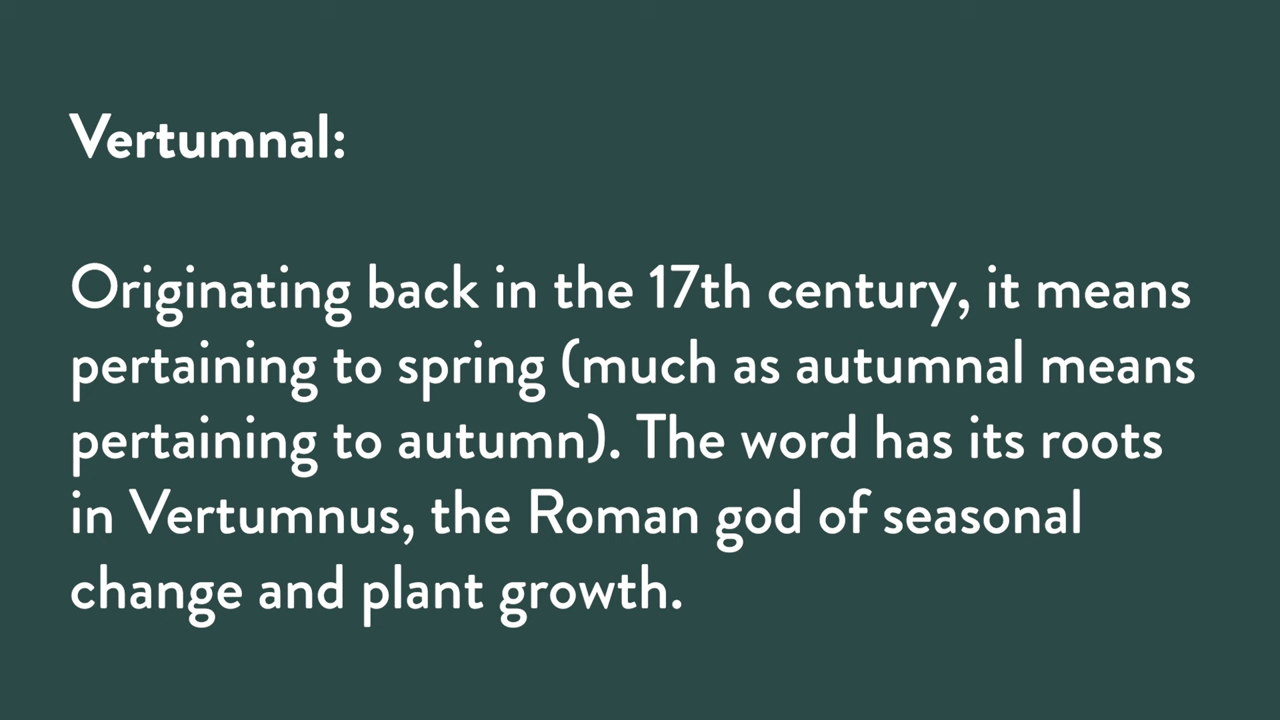 Vertumnal:
Originating back in the 17th century, it means
pertaining to spring (much as autumnal means
pertaining to autumn). The word has its roots
in Vertumnus, the Roman god of seasonal
change and plant growth.